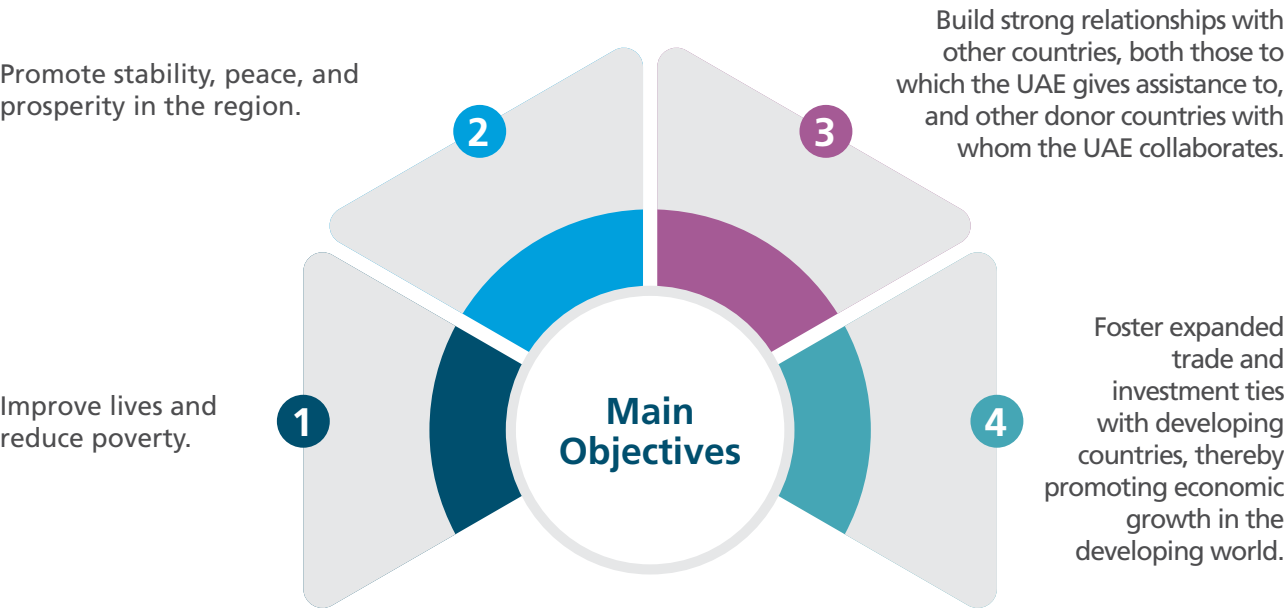 Main
Objectives
1
Improve lives and
reduce poverty.
2
Promote stability, peace, and
prosperity in the region.
3
Build strong relationships with
other countries, both those to
which the UAE gives assistance to,
and other donor countries with
whom the UAE collaborates.
4
Foster expanded
trade and
investment ties
with developing
countries, thereby
promoting economic
growth in the
developing world.